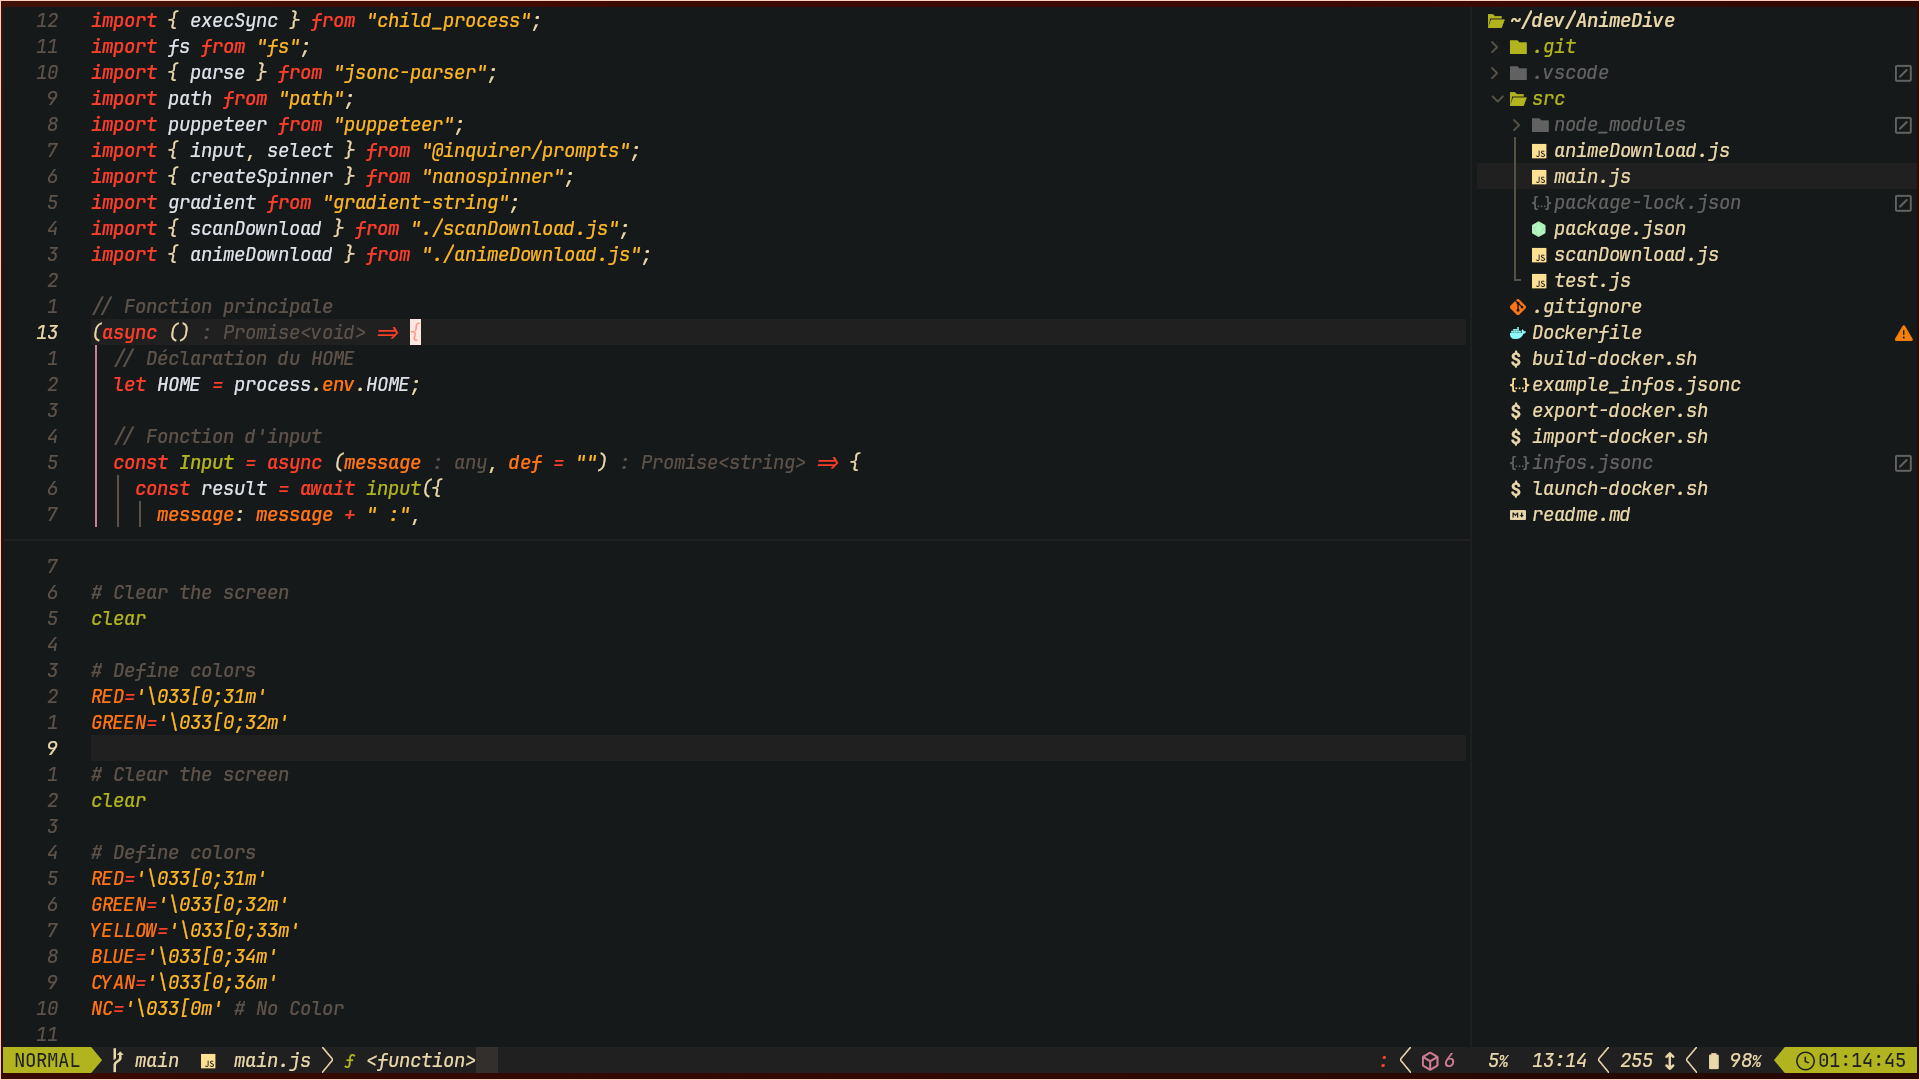 12 import { execSync } from "child_process";
11 import fs from "fs";
10 import { parse } from "jsonc-parser";
9 import path from "path";
8 import puppeteer from "puppeteer";
7 import { input, select } from "@inquirer/prompts";
6 import { createSpinner } from "nanospinner";
5 import gradient from "gradient-string";
4 import { scanDownload } from "./scanDownload.js";
3 import { animeDownload } from "./animeDownload.js";
2
1 // Fonction principale
13 (async () : Promise<void> => {
1 // Déclaration du HOME
2 let HOME = process.env.HOME;
3
4 // Fonction d'input
5 const Input = async (message : any, def = "") : Promise<string> => {
6 const result = await input({
7 message: message + " :",
7
6 # Clear the screen
5 clear
4
3 # Define colors
2 RED='\033[0;31m'
1 GREEN='\033[0;32m'
9
1 # Clear the screen
2 clear
3
4 # Define colors
5 RED='\033[0;31m'
6 GREEN='\033[0;32m'
7 YELLOW='\033[0;33m'
8 BLUE='\033[0;34m'
9 CYAN='\033[0;36m'
10 NC='\033[0m' # No Color
11
~/dev/AnimeDive
.git
.vscode
src
node_modules
JS animeDownload.js
JS main.js
{..} package-lock.json
package.json
JS scanDownload.js
JS test.js
.gitignore
Dockerfile
$ build-docker.sh
{..} example_infos.jsonc
$ export-docker.sh
$ import-docker.sh
{..} infos.jsonc
$ launch-docker.sh
readme.md
NORMAL main JS main.js > f <function> : 6 5% 13:14 255 98% 01:14:45